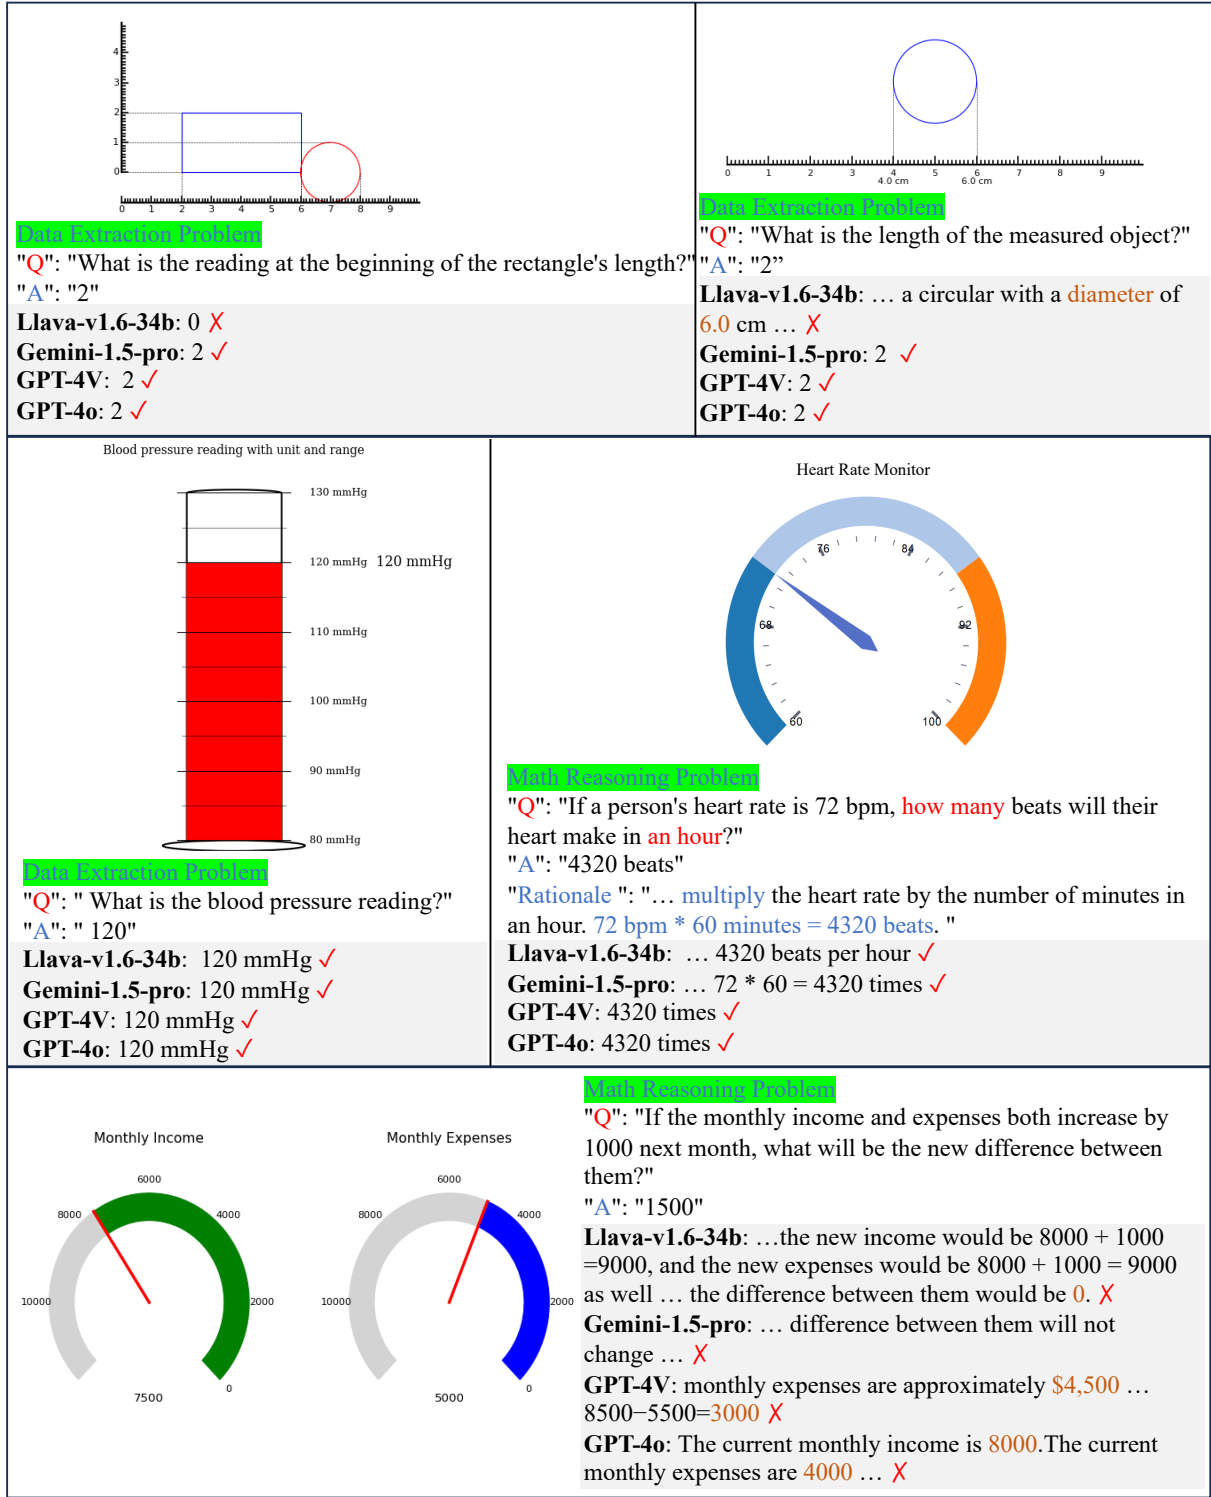 4
3
2
1
0
0 1 2 3 4 5 6 7 8 9
Data Extraction Problem
"Q": "What is the reading at the beginning of the rectangle's length?"
"A": "2"
Llava-v1.6-34b: 0 ✗
Gemini-1.5-pro: 2 ✓
GPT-4V: 2 ✓
GPT-4o: 2 ✓
0 1 2 3 4 5 6 7 8 9
4.0 cm 6.0 cm
Data Extraction Problem
"Q": "What is the length of the measured object?"
"A": "2”
Llava-v1.6-34b: … a circular with a diameter of
6.0 cm … ✗
Gemini-1.5-pro: 2 ✓
GPT-4V: 2 ✓
GPT-4o: 2 ✓
Blood pressure reading with unit and range
130 mmHg
120 mmHg 120 mmHg
110 mmHg
100 mmHg
90 mmHg
80 mmHg
Data Extraction Problem
"Q": " What is the blood pressure reading?"
"A": " 120"
Llava-v1.6-34b: 120 mmHg ✓
Gemini-1.5-pro: 120 mmHg ✓
GPT-4V: 120 mmHg ✓
GPT-4o: 120 mmHg ✓
Heart Rate Monitor
76 84
68 92
60 100
Math Reasoning Problem
"Q": "If a person's heart rate is 72 bpm, how many beats will their
heart make in an hour?"
"A": "4320 beats"
"Rationale ": "… multiply the heart rate by the number of minutes in
an hour. 72 bpm * 60 minutes = 4320 beats. "
Llava-v1.6-34b: … 4320 beats per hour ✓
Gemini-1.5-pro: … 72 * 60 = 4320 times ✓
GPT-4V: 4320 times ✓
GPT-4o: 4320 times ✓
Monthly Income
6000
8000 4000
10000 2000
0
7500
Monthly Expenses
6000
8000 4000
10000 2000
0
5000
Math Reasoning Problem
"Q": "If the monthly income and expenses both increase by
1000 next month, what will be the new difference between
them?"
"A": "1500"
Llava-v1.6-34b: …the new income would be 8000 + 1000
=9000, and the new expenses would be 8000 + 1000 = 9000
as well … the difference between them would be 0. ✗
Gemini-1.5-pro: … difference between them will not
change … ✗
GPT-4V: monthly expenses are approximately $4,500 …
8500−5500=3000 ✗
GPT-4o: The current monthly income is 8000.The current
monthly expenses are 4000 … ✗